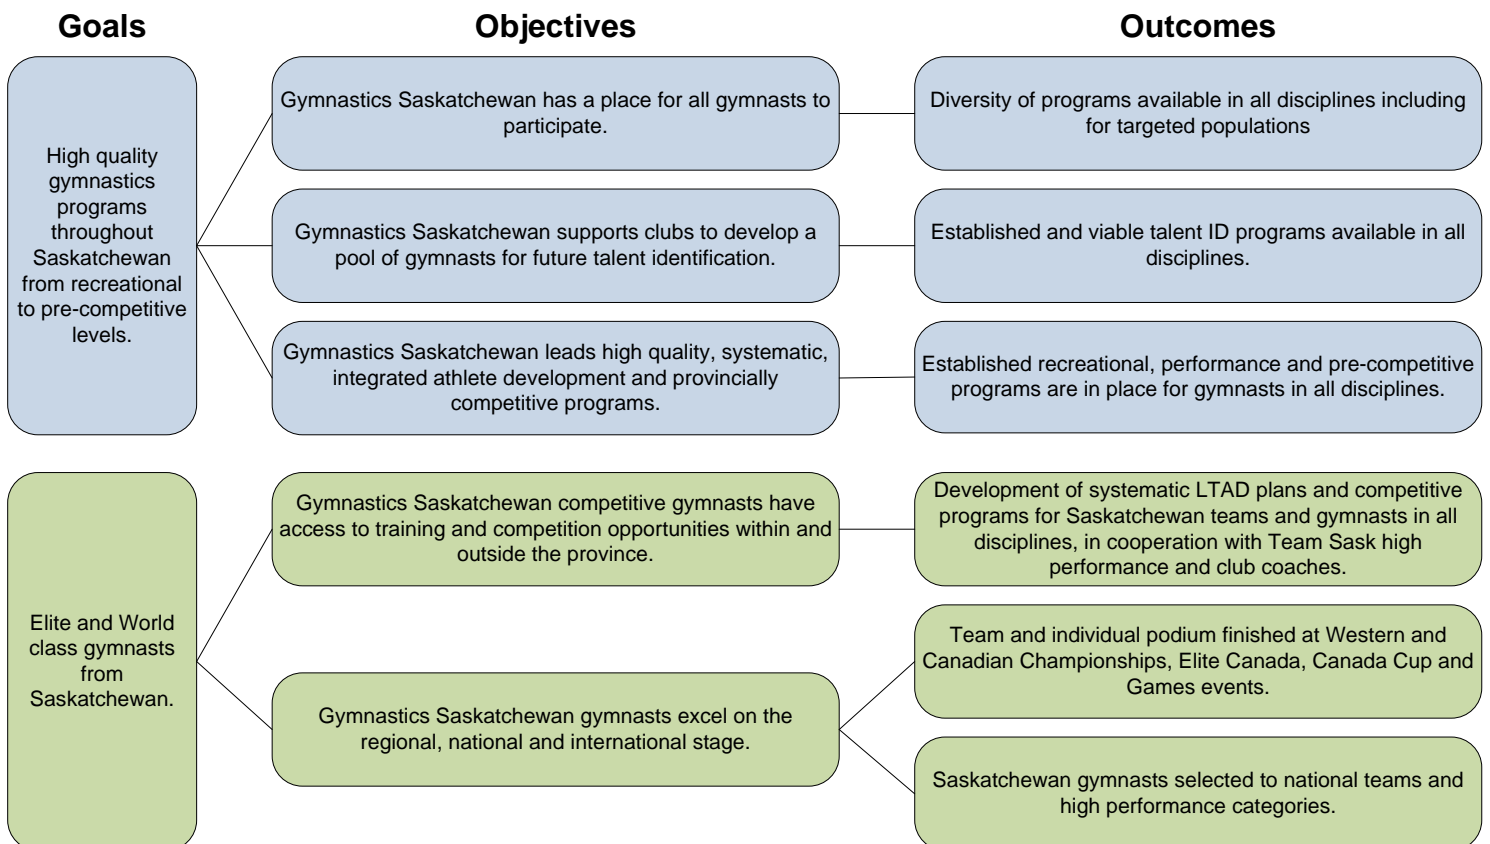 Goals
Objectives
Outcomes
High quality
gymnastics
programs
throughout
Saskatchewan
from recreational
to pre-competitive
levels.
Gymnastics Saskatchewan has a place for all gymnasts to
participate.
Diversity of programs available in all disciplines including
for targeted populations
Gymnastics Saskatchewan supports clubs to develop a
pool of gymnasts for future talent identification.
Established and viable talent ID programs available in all
disciplines.
Gymnastics Saskatchewan leads high quality, systematic,
integrated athlete development and provincially
competitive programs.
Established recreational, performance and pre-competitive
programs are in place for gymnasts in all disciplines.
Elite and World
class gymnasts
from
Saskatchewan.
Gymnastics Saskatchewan competitive gymnasts have
access to training and competition opportunities within and
outside the province.
Development of systematic LTAD plans and competitive
programs for Saskatchewan teams and gymnasts in all
disciplines, in cooperation with Team Sask high
performance and club coaches.
Gymnastics Saskatchewan gymnasts excel on the
regional, national and international stage.
Team and individual podium finished at Western and
Canadian Championships, Elite Canada, Canada Cup and
Games events.
Saskatchewan gymnasts selected to national teams and
high performance categories.